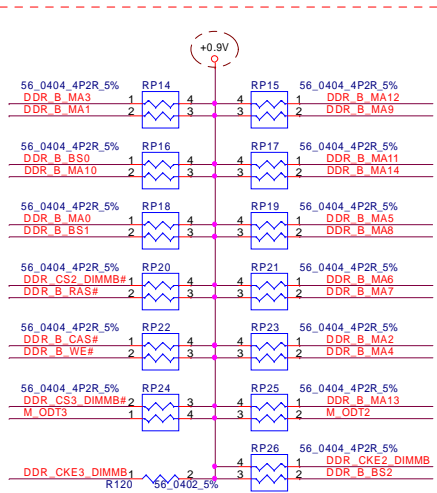 +0.9V
56_0404_4P2R_5% RP14 RP15 56_0404_4P2R_5%
DDR_B_MA3 1 4 4 1 DDR_B_MA12
DDR_B_MA1 2 3 3 2 DDR_B_MA9
56_0404_4P2R_5% RP16 RP17 56_0404_4P2R_5%
DDR_B_BS0 1 4 4 1 DDR_B_MA11
DDR_B_MA10 2 3 3 2 DDR_B_MA14
56_0404_4P2R_5% RP18 RP19 56_0404_4P2R_5%
DDR_B_MA0 1 4 4 1 DDR_B_MA5
DDR_B_BS1 2 3 3 2 DDR_B_MA8
56_0404_4P2R_5% RP20 RP21 56_0404_4P2R_5%
DDR_CS2_DIMMB# 1 4 4 1 DDR_B_MA6
DDR_B_RAS# 2 3 3 2 DDR_B_MA7
56_0404_4P2R_5% RP22 RP23 56_0404_4P2R_5%
DDR_B_CAS# 1 4 4 1 DDR_B_MA2
DDR_B_WE# 2 3 3 2 DDR_B_MA4
56_0404_4P2R_5% RP24 RP25 56_0404_4P2R_5%
DDR_CS3_DIMMB# 2 3 4 1 DDR_B_MA13
M_ODT3 1 4 3 2 M_ODT2
RP26 56_0404_4P2R_5%
4 1 DDR_CKE2_DIMMB
DDR_CKE3_DIMMB 1 2 3 2 DDR_B_BS2
R120 56_0402_5%